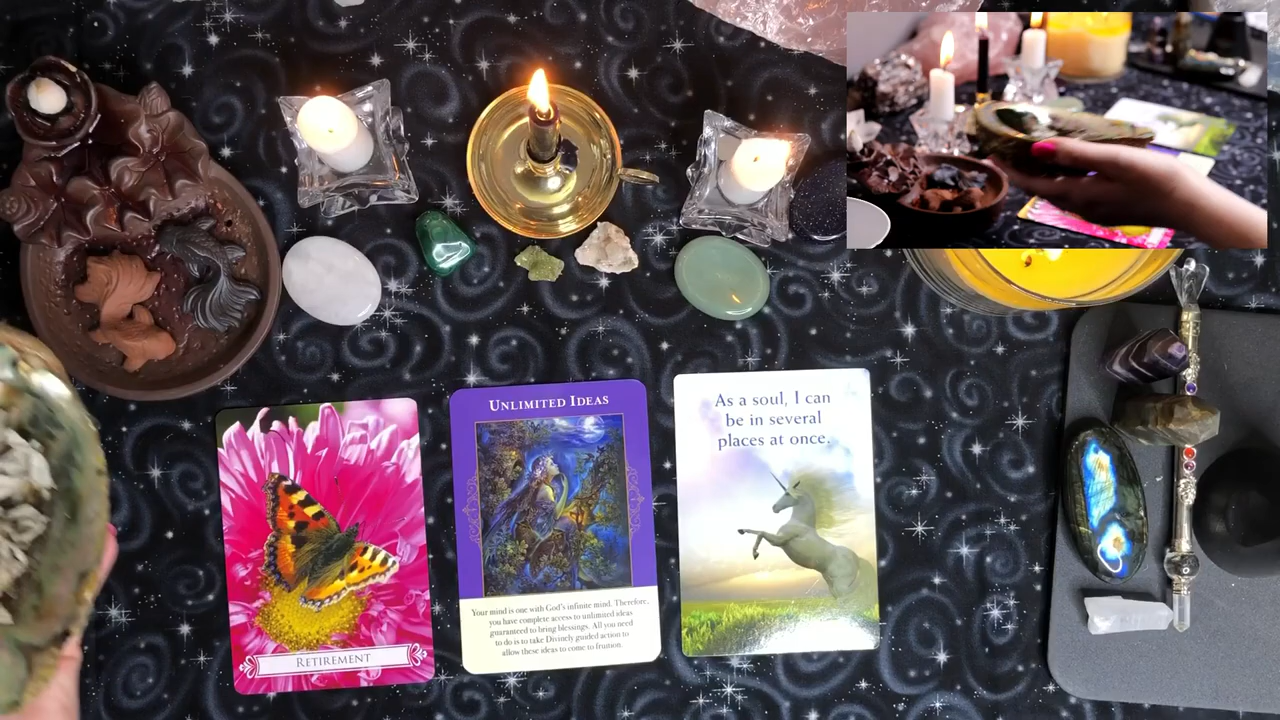 Retirement
Unlimited Ideas
Your mind is one with God's infinite mind. Therefore,
you have complete access to unlimited ideas
guaranteed to bring blessings. All you need
to do is to take Divinely guided action to
allow these ideas to come to fruition.
As a soul, I can
be in several
places at once.